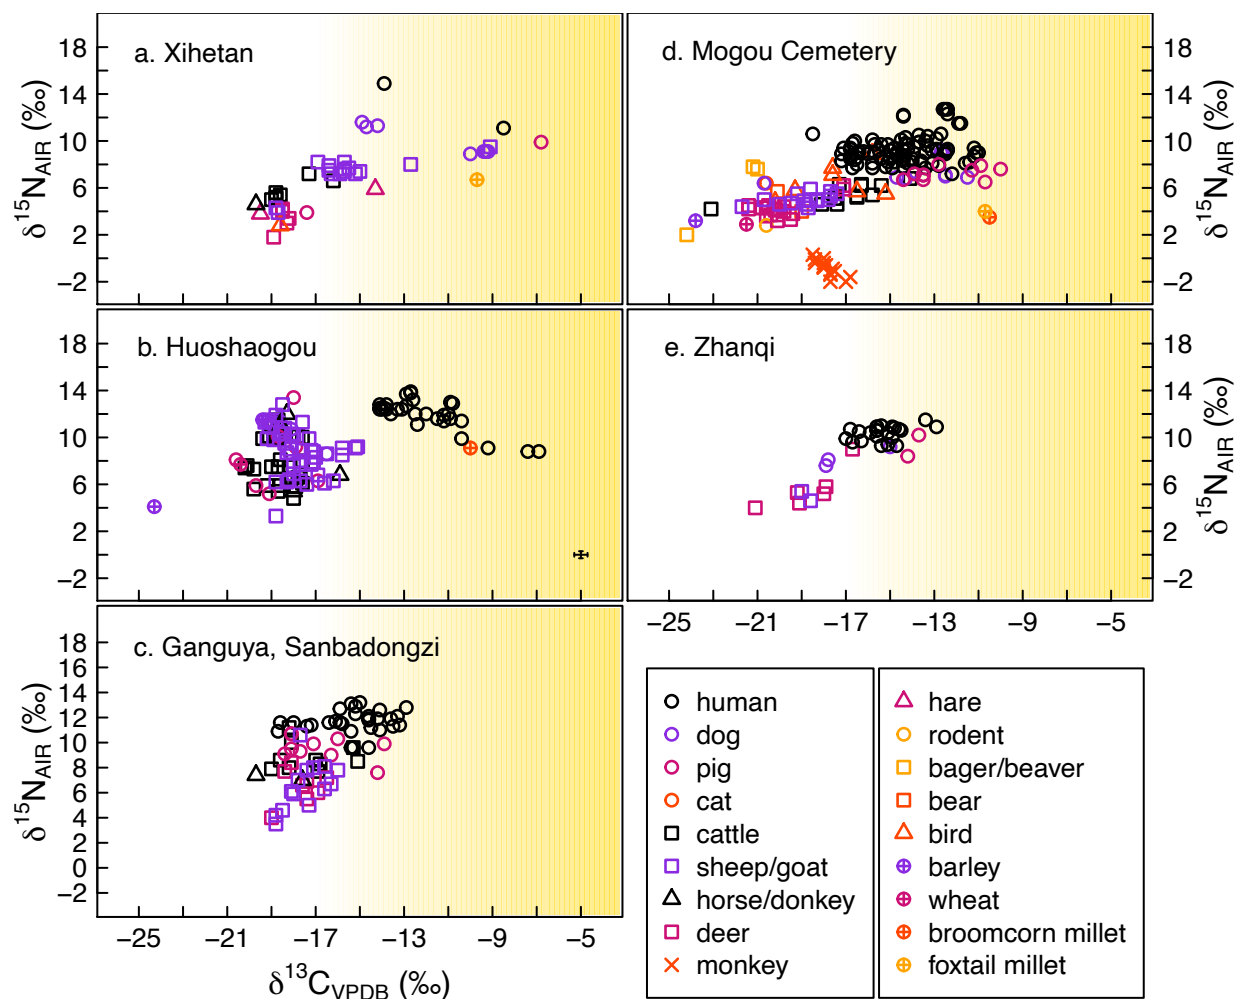 a. Xihetan
18
14
10
6
2
−2
δ15NAIR (‰)
d. Mogou Cemetery
18
14
10
6
2
−2
δ15NAIR (‰)
b. Huoshaogou
18
14
10
6
2
−2
e. Zhanqi
18
14
10
6
2
−2
δ15NAIR (‰)
−25 −21 −17 −13 −9 −5
c. Ganguya, Sanbadongzi
18
16
14
12
10
8
6
4
2
0
−2
δ15NAIR (‰)
−25 −21 −17 −13 −9 −5
δ13CVPDB (‰)
human
dog
pig
cat
cattle
sheep/goat
horse/donkey
deer
monkey
hare
rodent
bager/beaver
bear
bird
barley
wheat
broomcorn millet
foxtail millet